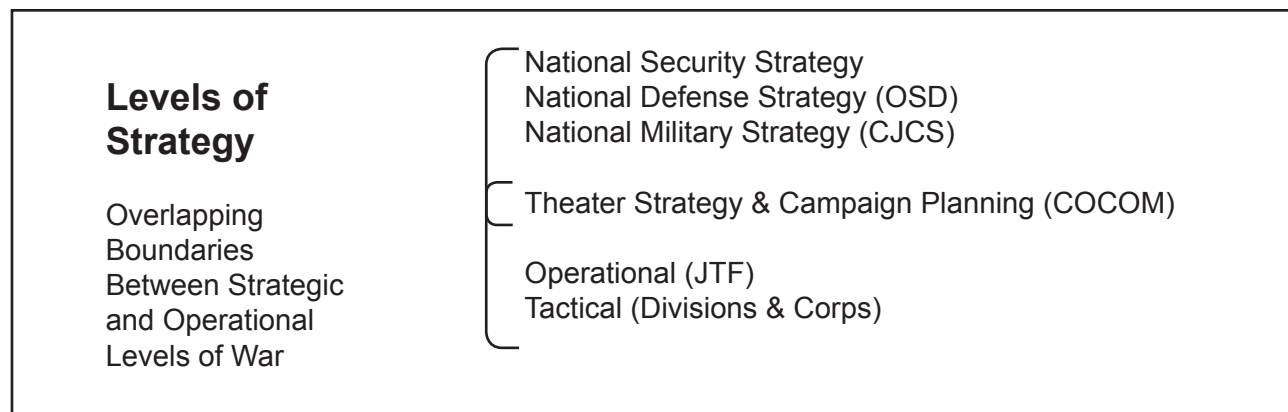 Levels of
Strategy
Overlapping
Boundaries
Between Strategic
and Operational
Levels of War
National Security Strategy
National Defense Strategy (OSD)
National Military Strategy (CJCS)
Theater Strategy & Campaign Planning (COCOM)
Operational (JTF)
Tactical (Divisions & Corps)